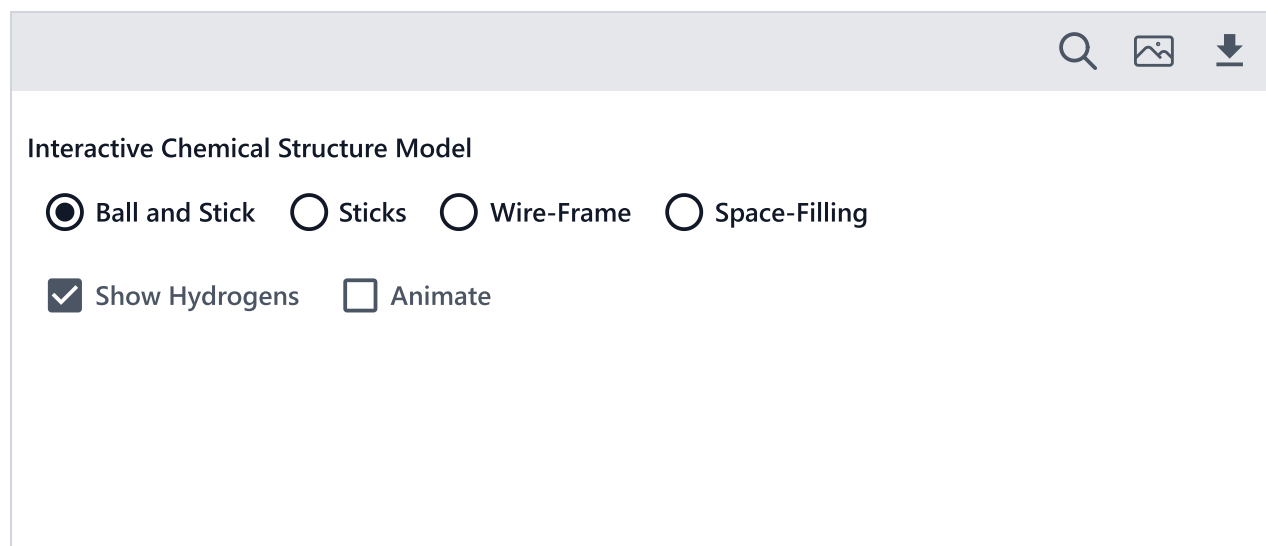 Interactive Chemical Structure Model
Ball and Stick Sticks Wire-Frame Space-Filling
Show Hydrogens Animate